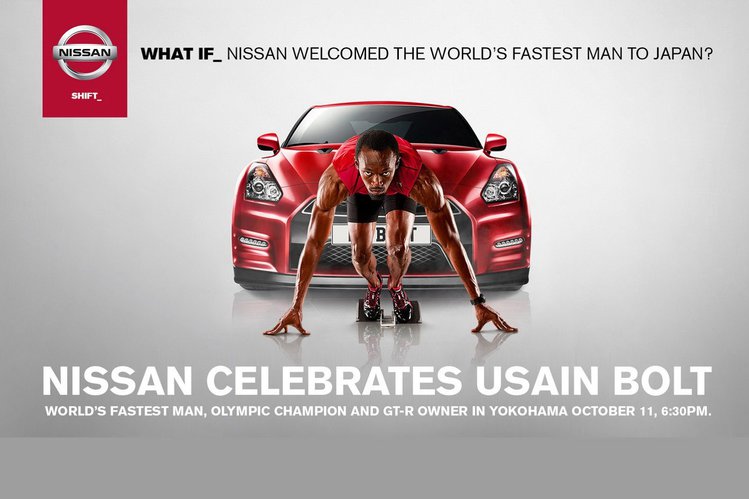 NISSAN
SHIFT_
WHAT IF_ NISSAN WELCOMED THE WORLD'S FASTEST MAN TO JAPAN?
NISSAN CELEBRATES USAIN BOLT
WORLD'S FASTEST MAN, OLYMPIC CHAMPION AND GT-R OWNER IN YOKOHAMA OCTOBER 11, 6:30PM.